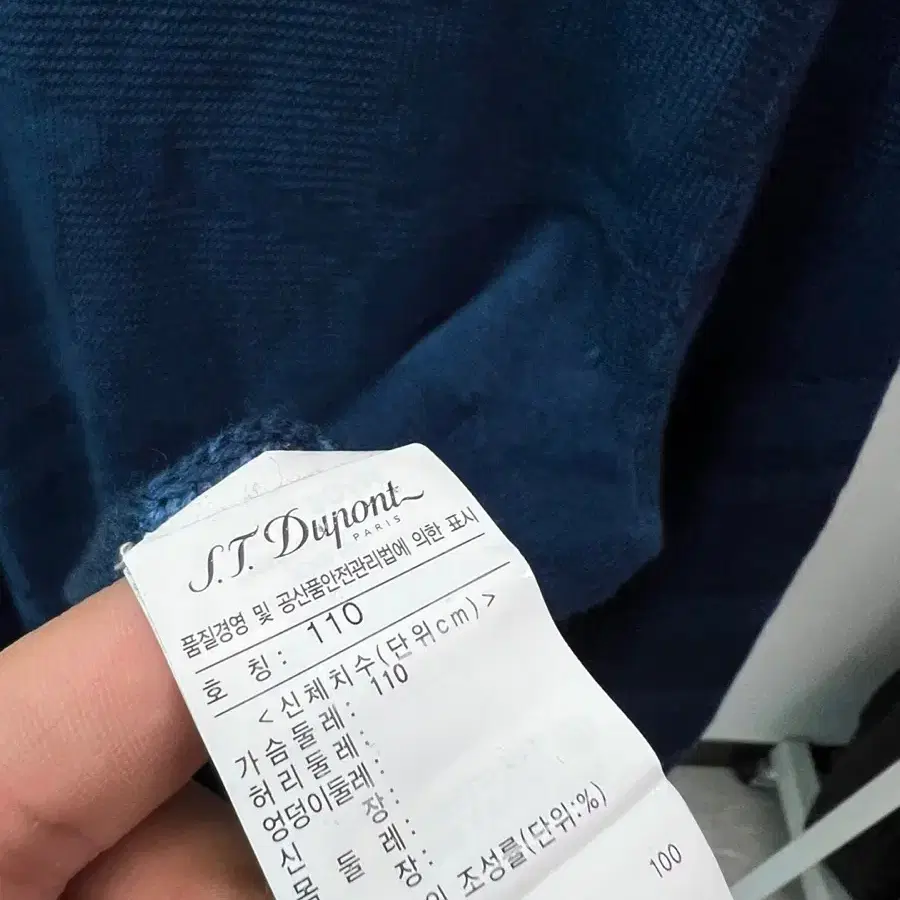 S.T. Dupont
PARIS
품질경영 및 공산품안전관리법에 의한 표시
호 칭: 110
<신체치수(단위cm)>
가슴둘레: 110
허리둘레:
엉덩이둘레:
신 장:
목 둘 레:
장:
조성률(단위:%)
100